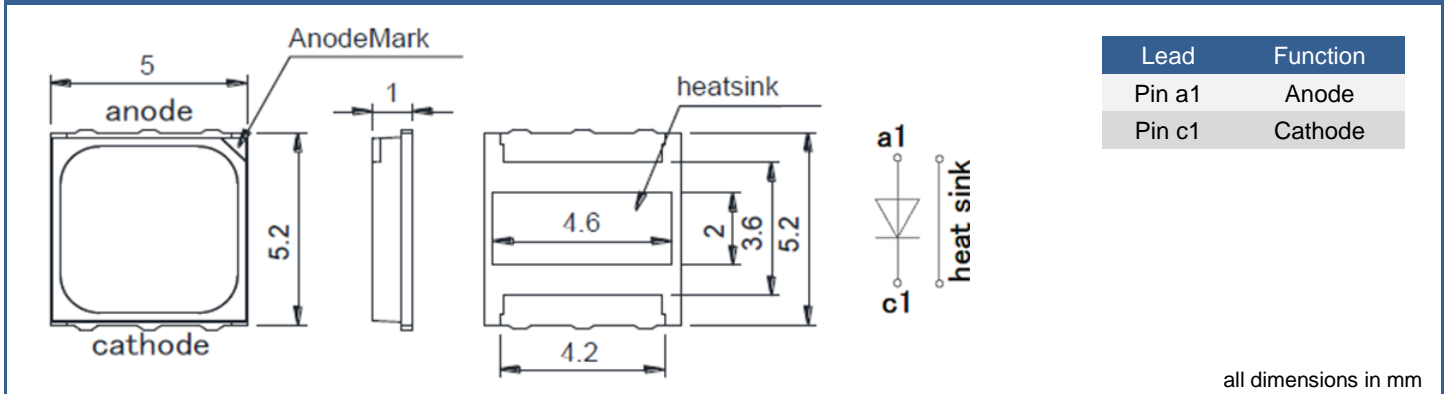 AnodeMark
5
anode
5.2
cathode
1
heatsink
4.6
2
3.6
5.2
4.2
a1
heat sink
c1
Lead Function
Pin a1 Anode
Pin c1 Cathode
all dimensions in mm